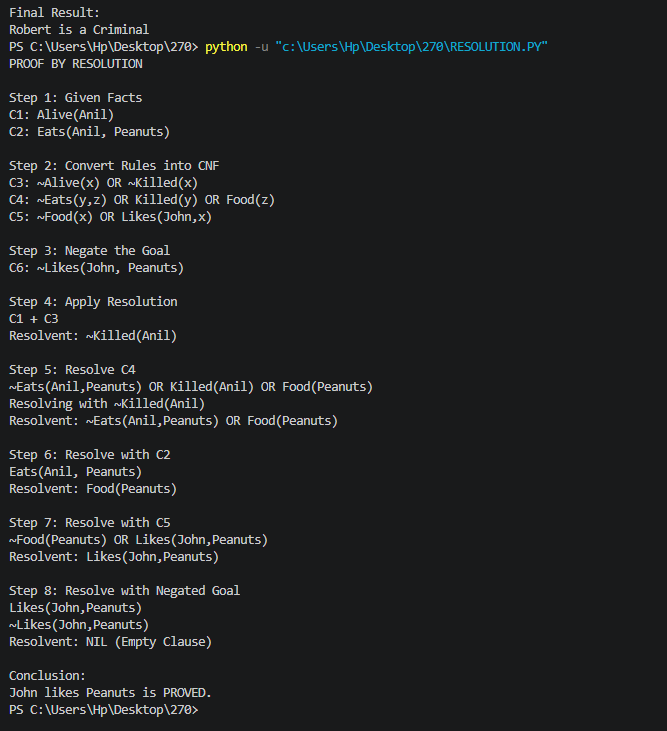 Final Result:
Robert is a Criminal
PS C:\Users\Hp\Desktop\270> python -u "c:\Users\Hp\Desktop\270\RESOLUTION.PY"
PROOF BY RESOLUTION

Step 1: Given Facts
C1: Alive(Anil)
C2: Eats(Anil, Peanuts)

Step 2: Convert Rules into CNF
C3: ~Alive(x) OR ~Killed(x)
C4: ~Eats(y,z) OR Killed(y) OR Food(z)
C5: ~Food(x) OR Likes(John,x)

Step 3: Negate the Goal
C6: ~Likes(John, Peanuts)

Step 4: Apply Resolution
C1 + C3
Resolvent: ~Killed(Anil)

Step 5: Resolve C4
~Eats(Anil,Peanuts) OR Killed(Anil) OR Food(Peanuts)
Resolving with ~Killed(Anil)
Resolvent: ~Eats(Anil,Peanuts) OR Food(Peanuts)

Step 6: Resolve with C2
Eats(Anil, Peanuts)
Resolvent: Food(Peanuts)

Step 7: Resolve with C5
~Food(Peanuts) OR Likes(John,Peanuts)
Resolvent: Likes(John,Peanuts)

Step 8: Resolve with Negated Goal
Likes(John,Peanuts)
~Likes(John,Peanuts)
Resolvent: NIL (Empty Clause)

Conclusion:
John likes Peanuts is PROVED.
PS C:\Users\Hp\Desktop\270>